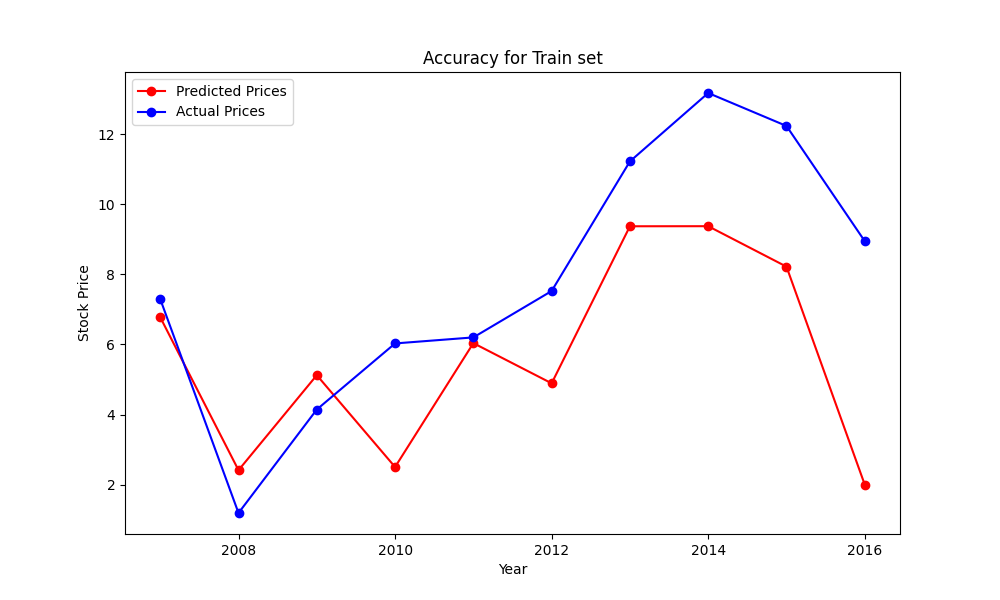 Accuracy for Train set
Predicted Prices
Actual Prices
12
10
8
6
4
2
Stock Price
2008 2010 2012 2014 2016
Year